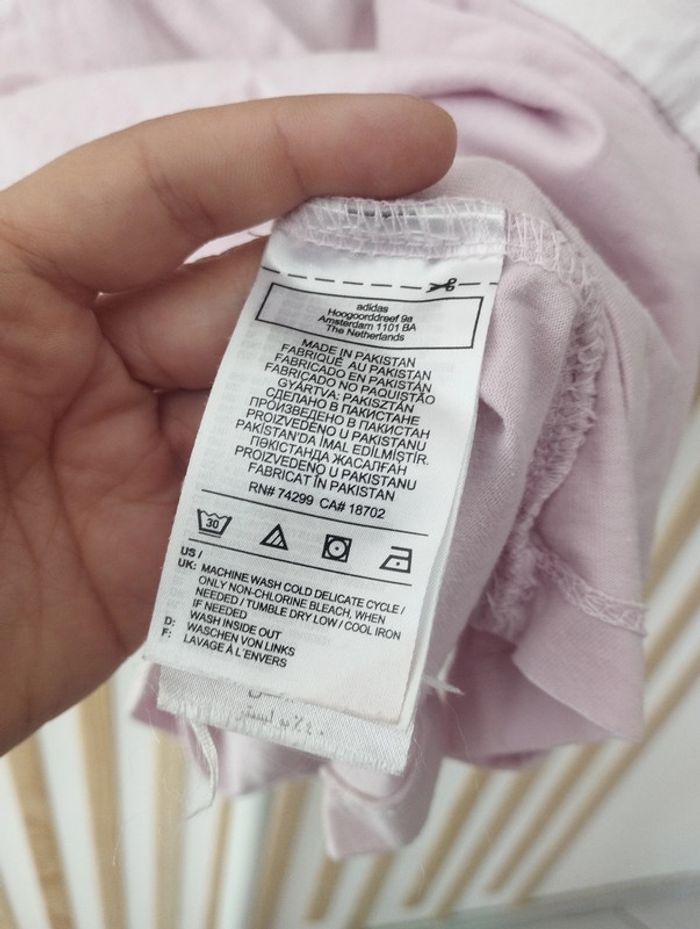 adidas
Hoogoorddreef 9a
Amsterdam 1101 BA
The Netherlands
MADE IN PAKISTAN
FABRIQUÉ AU PAKISTAN
FABRICADO EN PAKISTÁN
FABRICADO NO PAQUISTÃO
GYÁRTVA: PAKISZTÁN
СДЕЛАНО В ПАКИСТАНЕ
ПРОИЗВЕДЕНО В ПАКИСТАН
PROIZVEDENO U PAKISTANU
PAKİSTAN'DA İMAL EDİLMİŞTİR.
ПӘКІСТАНДА ЖАСАЛҒАН
PROIZVEDENO U PAKISTANU
FABRICAT ÎN PAKISTAN
RN# 74299 CA# 18702
30
US /
UK: MACHINE WASH COLD DELICATE CYCLE /
ONLY NON-CHLORINE BLEACH, WHEN
NEEDED / TUMBLE DRY LOW / COOL IRON
IF NEEDED
WASH INSIDE OUT
D: WASCHEN VON LINKS
F: LAVAGE À L'ENVERS
٤٠٪ بوليستر